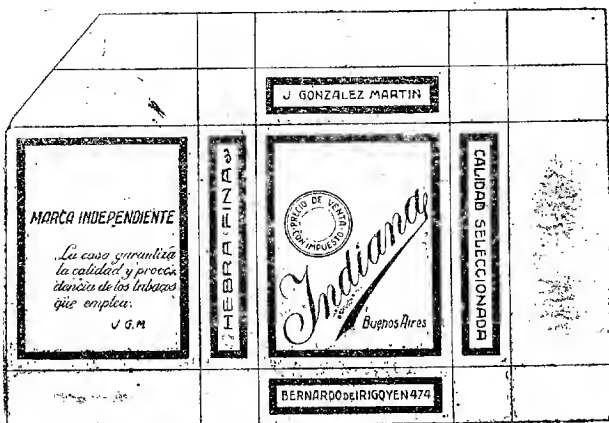 J GONZALEZ MARTIN
MARCA INDEPENDIENTE
La casa garantiza
la calidad y proce-
dencia de los tabacos
que emplea.
J G.M
HEBRA FINA
PRECIO DE VENTA
CON IMPUESTO
Indiana
Buenos Aires
CALIDAD SELECCIONADA
BERNARDO DE IRIGOYEN 474